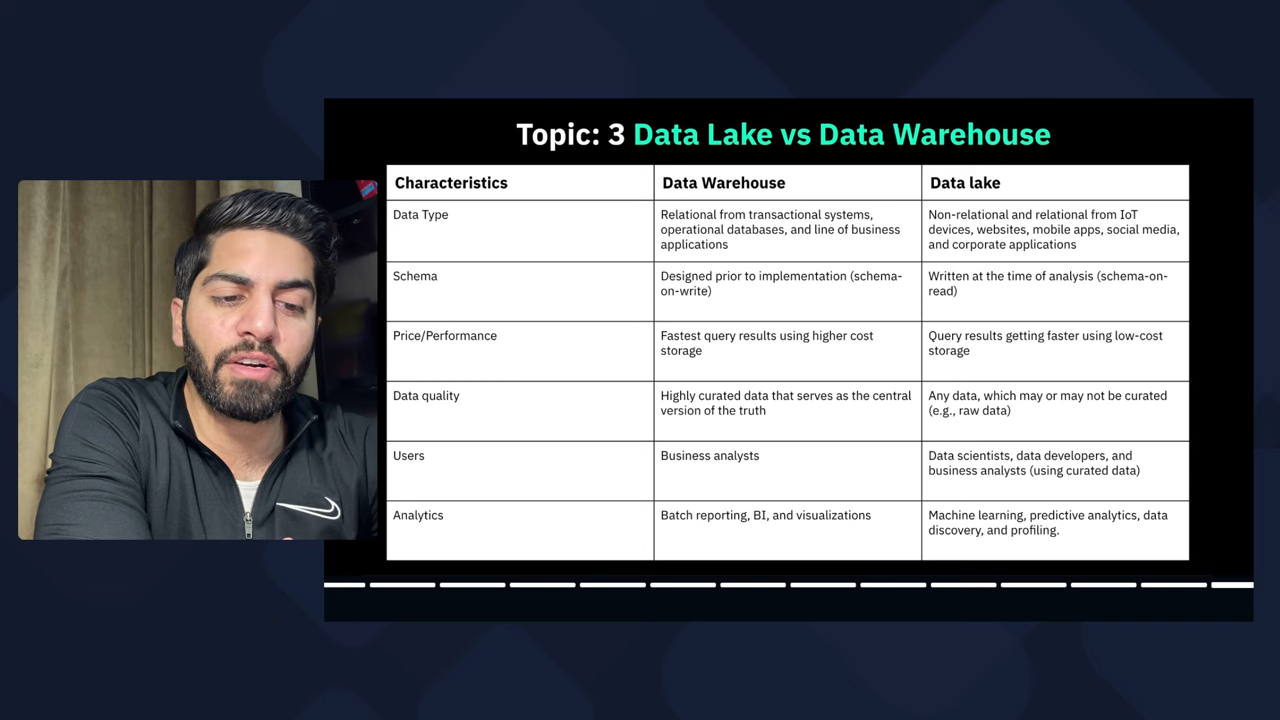 Topic: 3 Data Lake vs Data Warehouse
Characteristics
Data Warehouse
Data lake
Data Type
Relational from transactional systems,
operational databases, and line of business
applications
Non-relational and relational from IoT
devices, websites, mobile apps, social media,
and corporate applications
Schema
Designed prior to implementation (schema-
on-write)
Written at the time of analysis (schema-on-
read)
Price/Performance
Fastest query results using higher cost
storage
Query results getting faster using low-cost
storage
Data quality
Highly curated data that serves as the central
version of the truth
Any data, which may or may not be curated
(e.g., raw data)
Users
Business analysts
Data scientists, data developers, and
business analysts (using curated data)
Analytics
Batch reporting, BI, and visualizations
Machine learning, predictive analytics, data
discovery, and profiling.